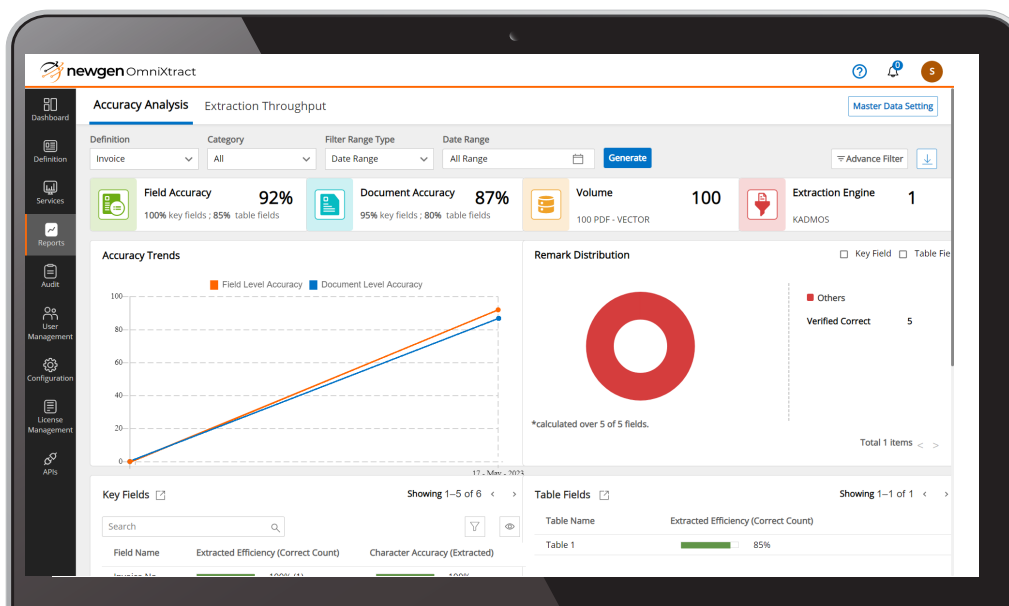 newgen OmniXtract
0
S
Dashboard
Definition
Services
Reports
Audit
User
Management
Configuration
License
Management
APIs
Accuracy Analysis Extraction Throughput
Master Data Setting
Definition Category Filter Range Type Date Range
Invoice All Date Range All Range Generate Advance Filter
Field Accuracy 92%
100% key fields ; 85% table fields
Document Accuracy 87%
95% key fields ; 80% table fields
Volume 100
100 PDF - VECTOR
Extraction Engine 1
KADMOS
Accuracy Trends
Field Level Accuracy Document Level Accuracy
100
80
60
40
20
0
17 - May - 2023
Remark Distribution
Key Field Table Fie
Others
Verified Correct 5
*calculated over 5 of 5 fields.
Total 1 items < >
Key Fields Showing 1–5 of 6 < >
Search
Field Name Extracted Efficiency (Correct Count) Character Accuracy (Extracted)
Invoice No 100% (1) 100%
Table Fields Showing 1–1 of 1 < >
Table Name Extracted Efficiency (Correct Count)
Table 1 85%